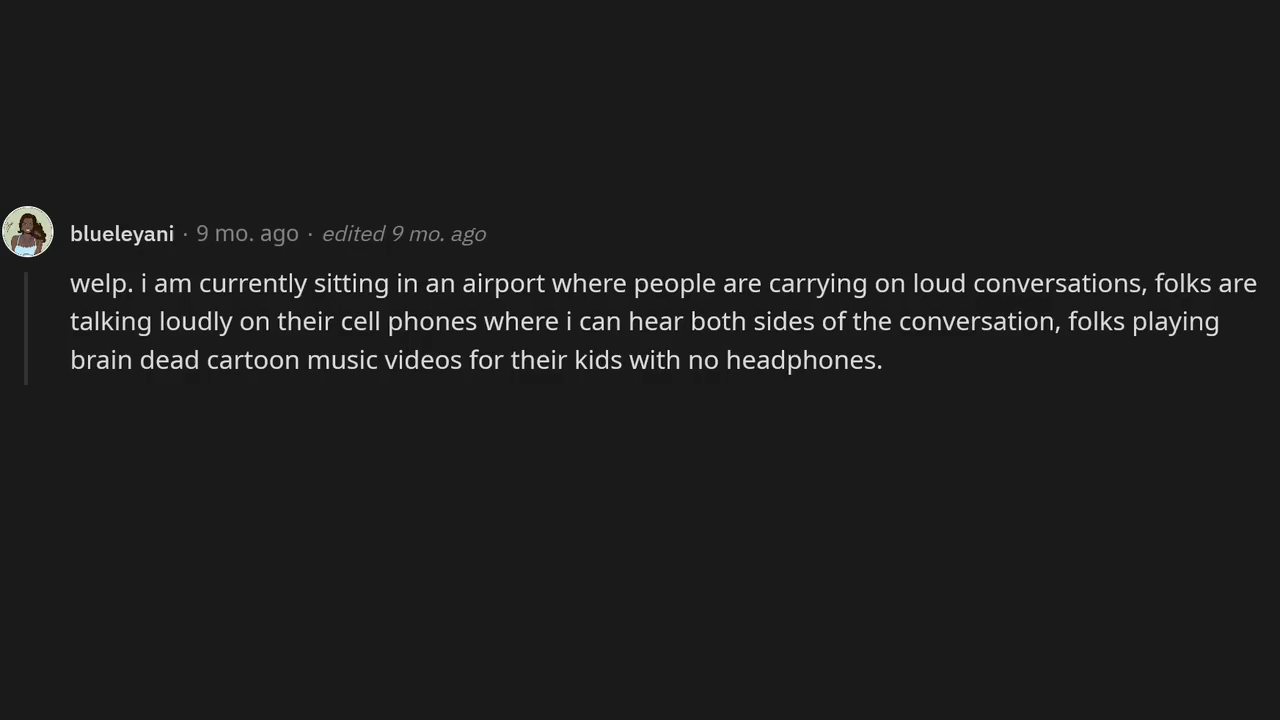 blueleyani · 9 mo. ago · edited 9 mo. ago
welp. i am currently sitting in an airport where people are carrying on loud conversations, folks are
talking loudly on their cell phones where i can hear both sides of the conversation, folks playing
brain dead cartoon music videos for their kids with no headphones.